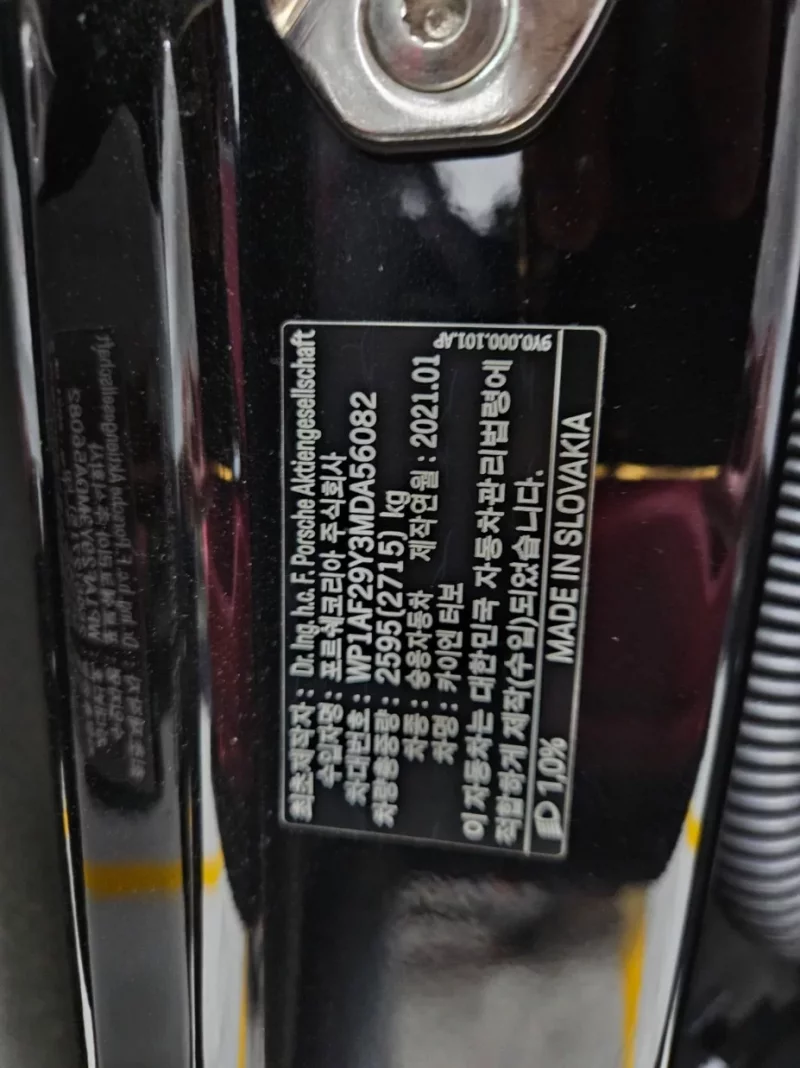 최초제작자 : Dr. Ing. h.c. F. Porsche Aktiengesellschaft
수입자명 : 포르쉐코리아 주식회사
차대번호 : WP1AF29Y3MDA56082
차량총중량 : 2595(2715) kg
차종 : 승용자동차 제작연월 : 2021.01
차명 : 카이엔 터보
이 자동차는 대한민국 자동차관리법령에
적합하게 제작(수입)되었습니다.
9Y0.000.101.AP
1,0% MADE IN SLOVAKIA